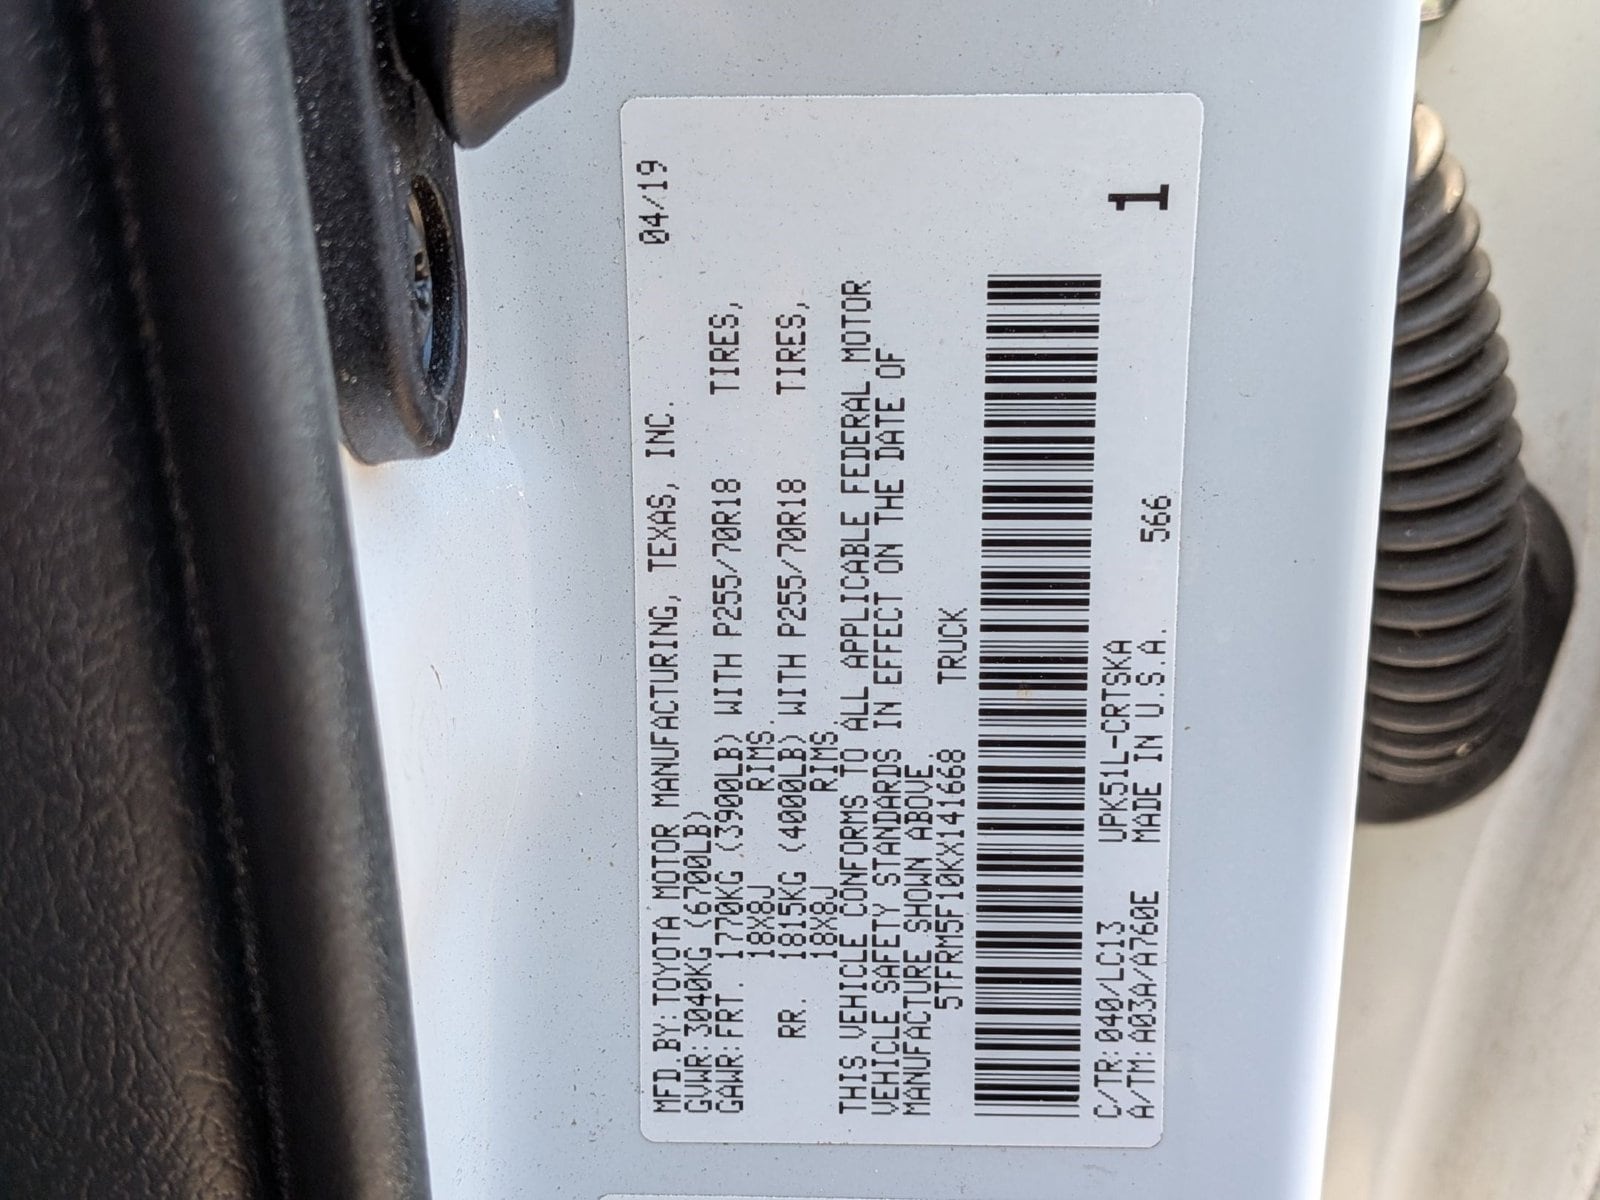 04/19
MFD.BY:TOYOTA MOTOR MANUFACTURING, TEXAS, INC.
GVWR:3040KG(6700LB)
GAWR:FRT. 1770KG(3900LB) WITH P255/70R18 TIRES,
18X8J RIMS.
RR. 1815KG (4000LB) WITH P255/70R18 TIRES,
18X8J RIMS.
THIS VEHICLE CONFORMS TO ALL APPLICABLE FEDERAL MOTOR
VEHICLE SAFETY STANDARDS IN EFFECT ON THE DATE OF
MANUFACTURE SHOWN ABOVE.
5TFRM5F10KX141668 TRUCK
C/TR:040/LC13 UPK51L-CRTSKA
A/TM:A03A/A760E MADE IN U.S.A. 566
1